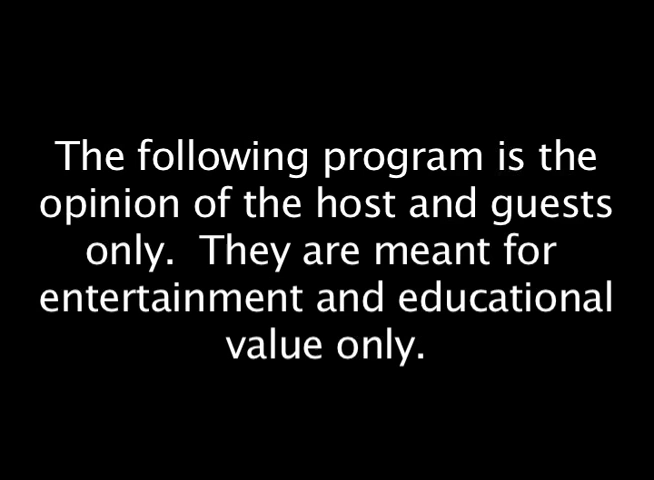 The following program is the
opinion of the host and guests
only.  They are meant for
entertainment and educational
value only.